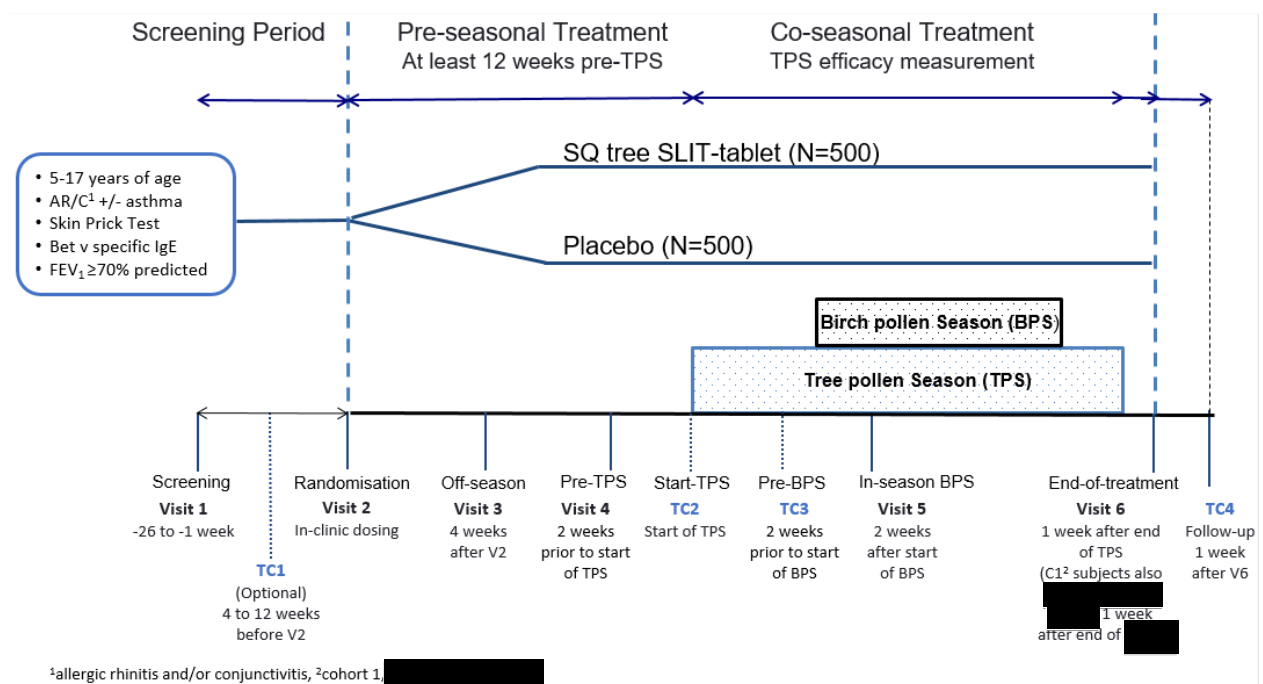 Screening Period
Pre-seasonal Treatment
At least 12 weeks pre-TPS
Co-seasonal Treatment
TPS efficacy measurement
• 5-17 years of age
• AR/C¹ +/- asthma
• Skin Prick Test
• Bet v specific IgE
• FEV₁≥70% predicted
SQ tree SLIT-tablet (N=500)
Placebo (N=500)
Birch pollen Season (BPS)
Tree pollen Season (TPS)
Screening
Visit 1
-26 to -1 week
TC1
(Optional)
4 to 12 weeks
before V2
Randomisation
Visit 2
In-clinic dosing
Off-season
Visit 3
4 weeks
after V2
Pre-TPS
Visit 4
2 weeks
prior to start
of TPS
Start-TPS
TC2
Start of TPS
Pre-BPS
TC3
2 weeks
prior to start
of BPS
In-season BPS
Visit 5
2 weeks
after start
of BPS
End-of-treatment
Visit 6
1 week after end
of TPS
(C1² subjects also
1 week
after end of
TC4
Follow-up
1 week
after V6
¹allergic rhinitis and/or conjunctivitis, ²cohort 1,